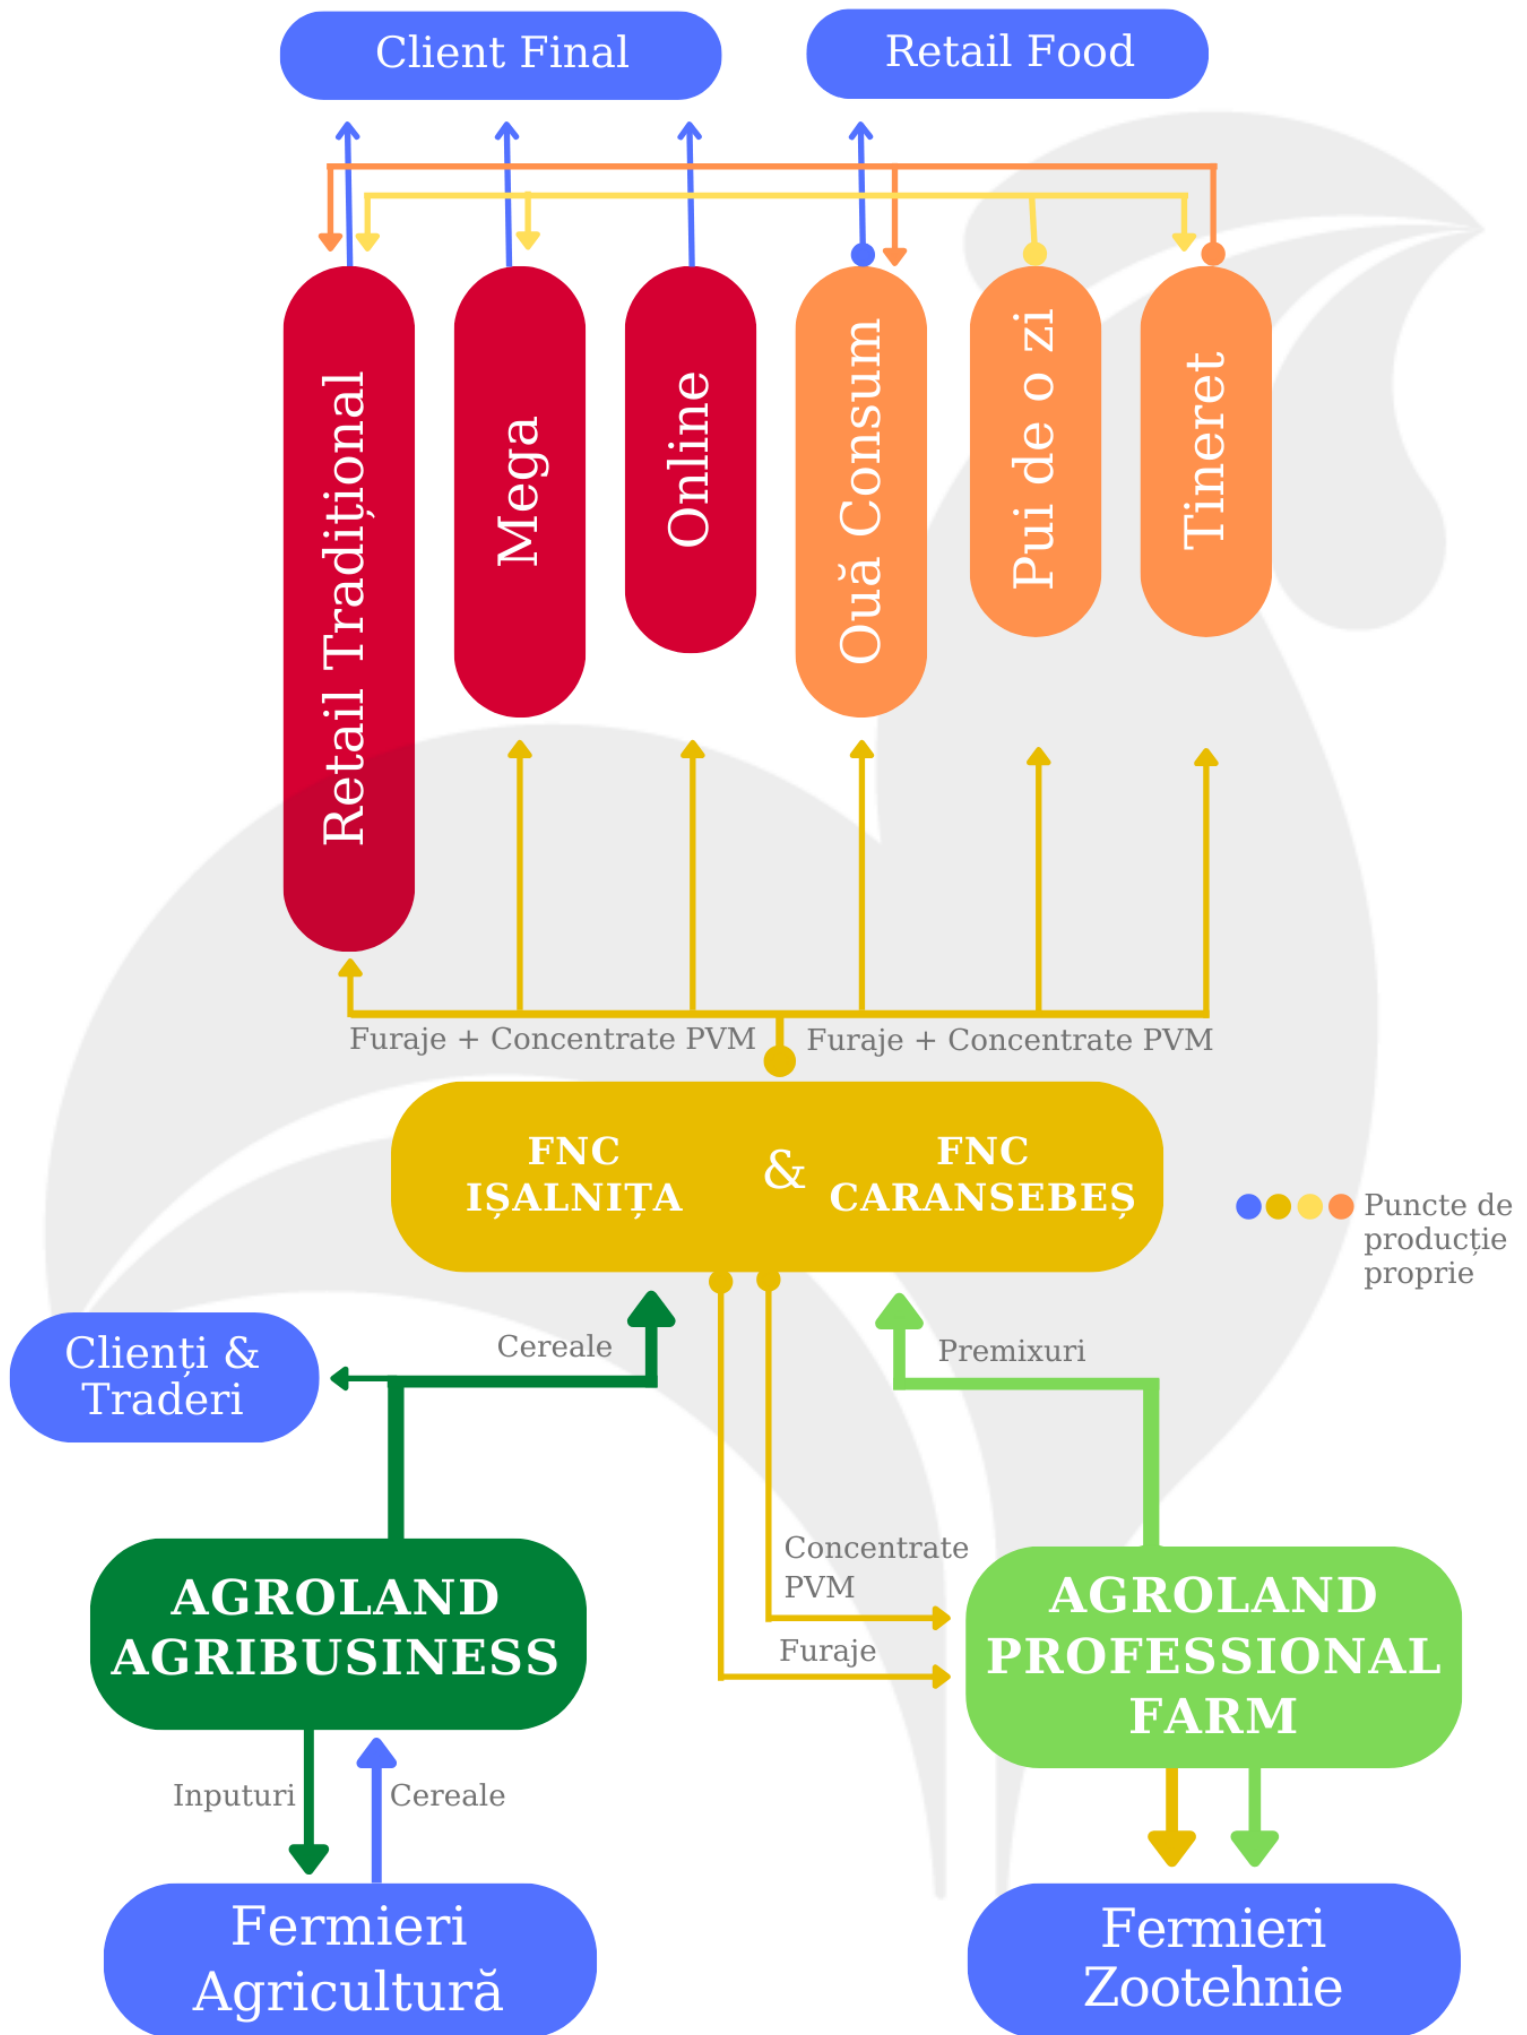 Client Final
Retail Food
Retail Tradițional
Mega
Online
Ouă Consum
Pui de o zi
Tineret
Furaje + Concentrate PVM
Furaje + Concentrate PVM
FNC
IȘALNIȚA
&
FNC
CARANSEBEȘ
Puncte de
producție
proprie
Clienți &
Traderi
Cereale
Premixuri
Concentrate
PVM
Furaje
AGROLAND
AGRIBUSINESS
AGROLAND
PROFESSIONAL
FARM
Inputuri
Cereale
Fermieri
Agricultură
Fermieri
Zootehnie